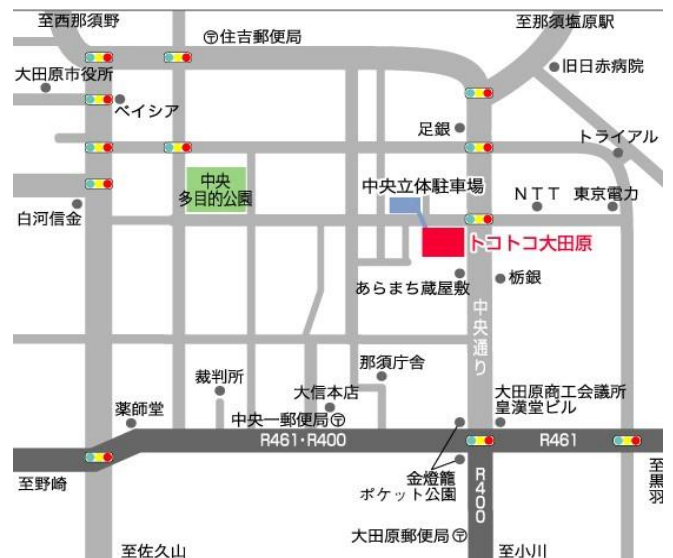 至西那須野
至那須塩原駅
〒住吉郵便局
旧日赤病院
大田原市役所
ベイシア
足銀
トライアル
中央
多目的公園
中央立体駐車場
NTT
東京電力
白河信金
トコトコ大田原
あらまち蔵屋敷
栃銀
中央通り
那須庁舎
裁判所
大信本店
大田原商工会議所
皇漢堂ビル
薬師堂
中央一郵便局〒
R461・R400
R461
至野崎
金燈籠
ポケット公園
R400
至黒羽
大田原郵便局〒
至佐久山
至小川